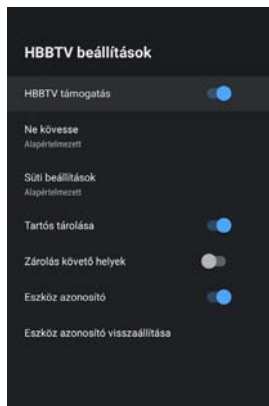 HBBTV beállítások
HBBTV támogatás
Ne kövesse
Alapértelmezett
Süti beállítások
Alapértelmezett
Tartós tárolása
Zárolás követő helyek
Eszköz azonosító
Eszköz azonosító visszaállítása